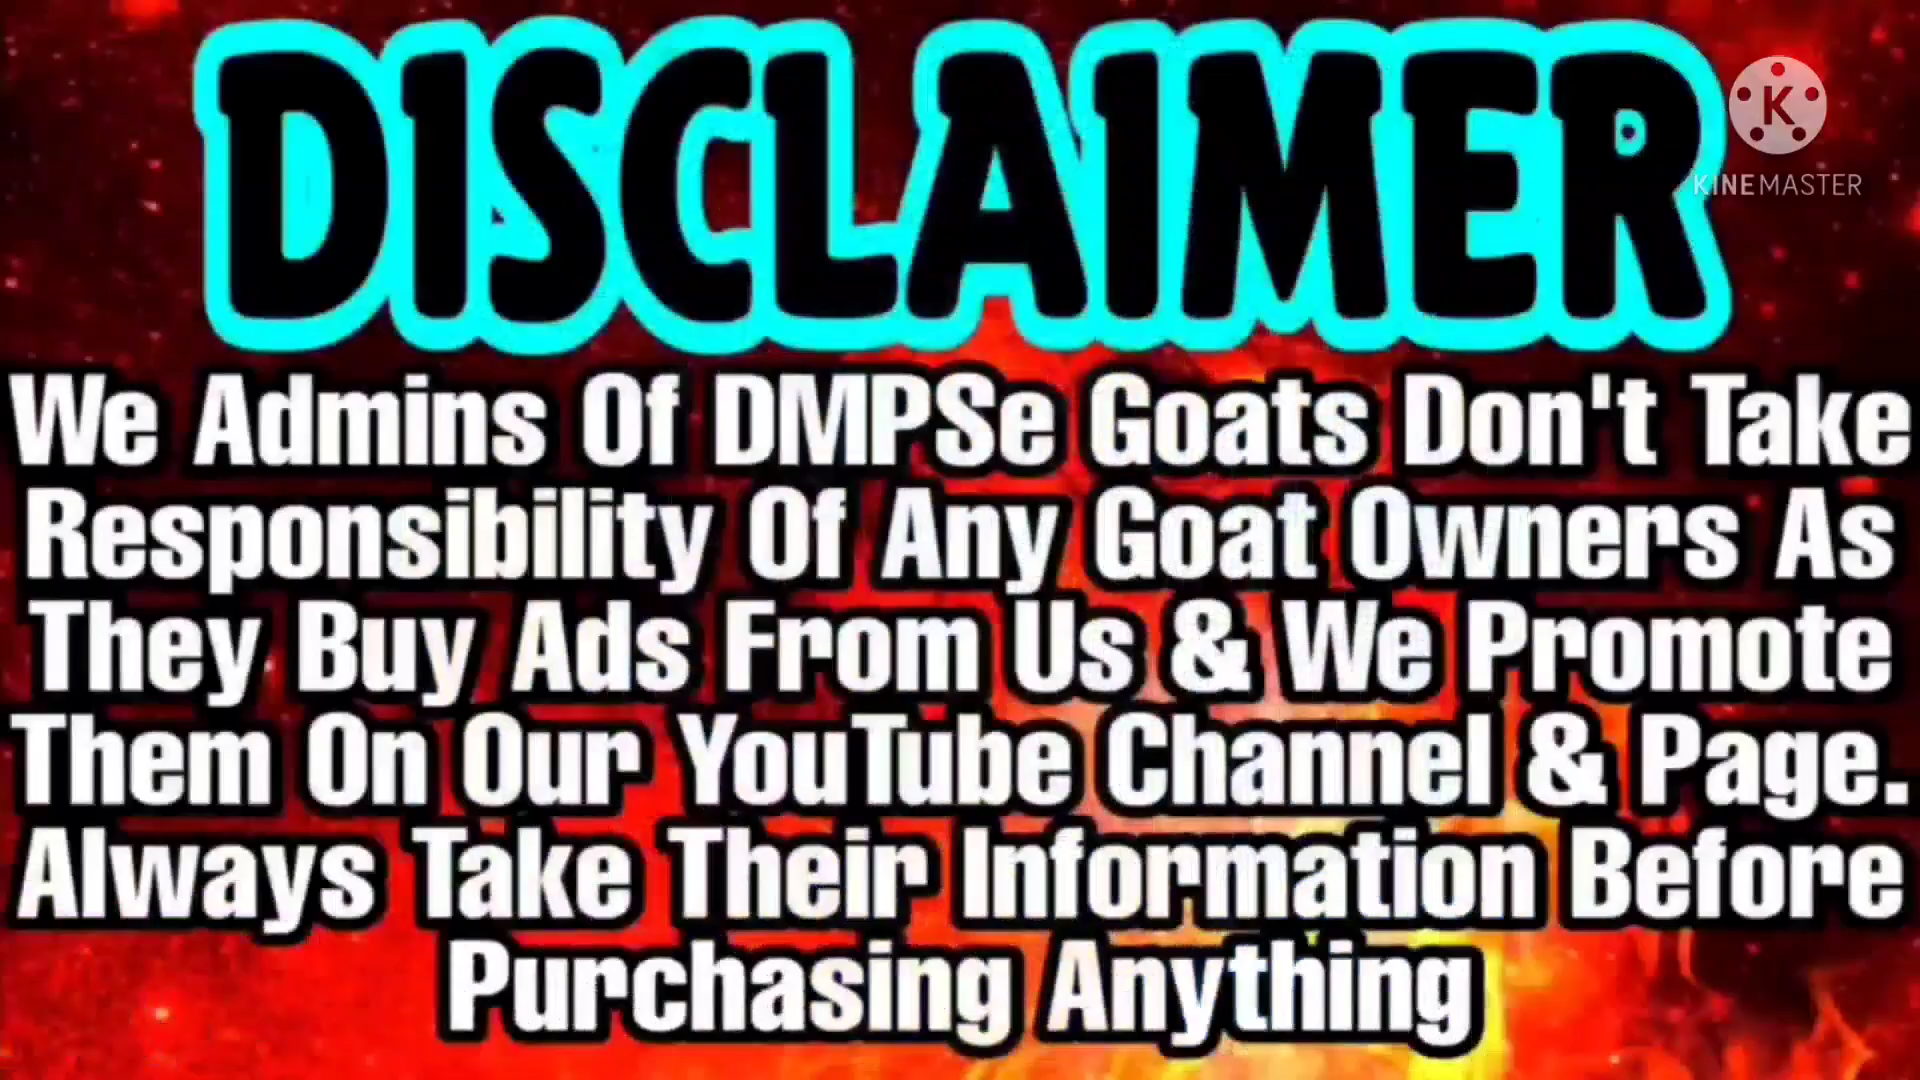 DISCLAIMER
K
KINEMASTER
We Admins Of DMPSe Goats Don't Take
Responsibility Of Any Goat Owners As
They Buy Ads From Us & We Promote
Them On Our YouTube Channel & Page.
Always Take Their Information Before
Purchasing Anything